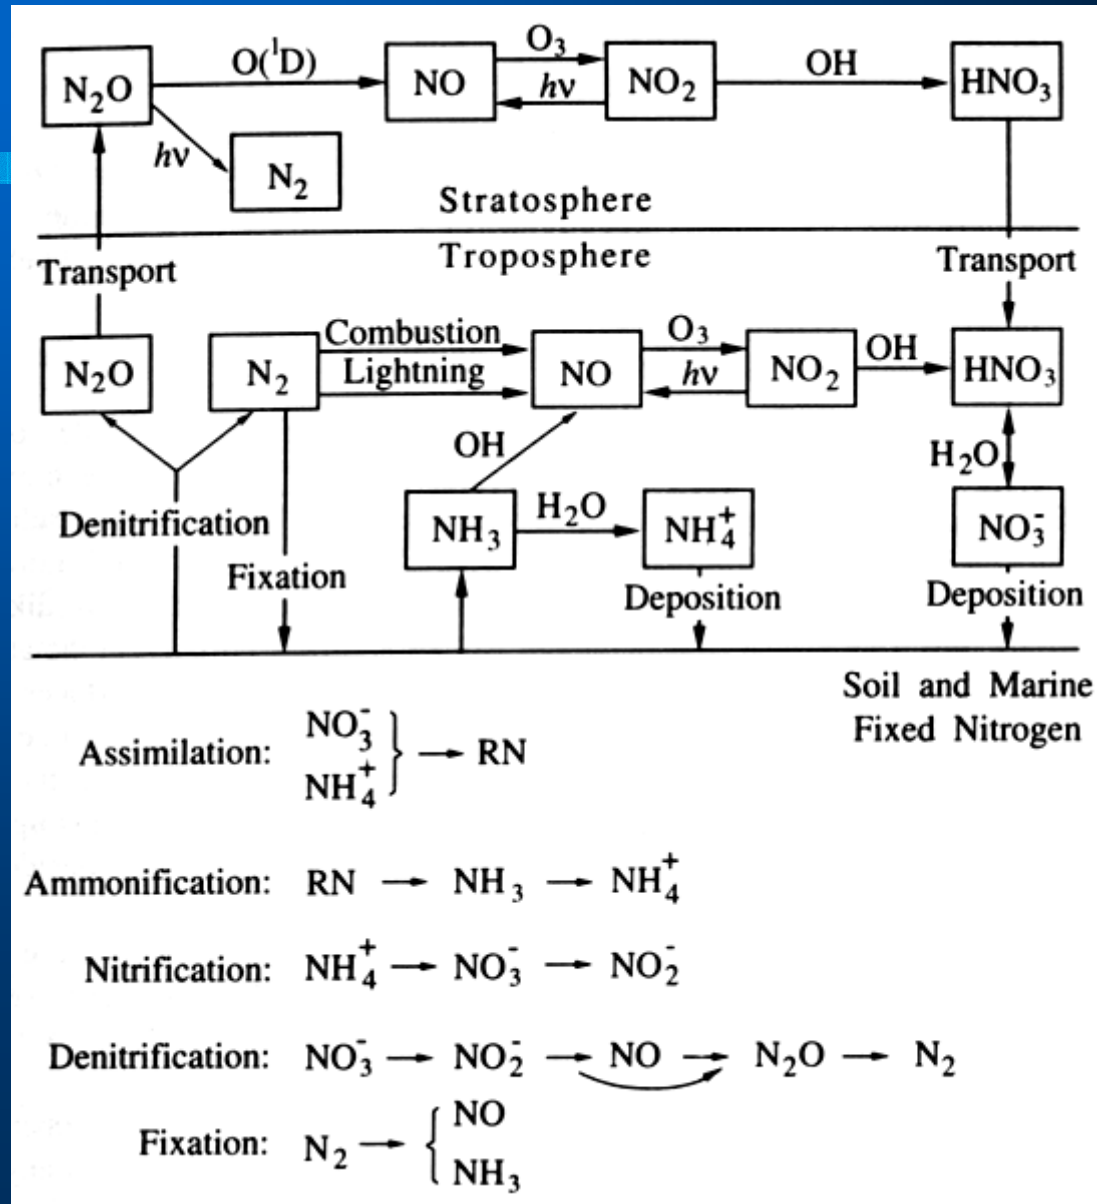 O(¹D) O₃ OH
N₂O NO NO₂ HNO₃
hν
hν N₂
Stratosphere
Troposphere
Transport Transport
Combustion O₃ OH
N₂O N₂ NO NO₂ HNO₃
Lightning hν
OH H₂O
NH₃ H₂O NH₄⁺ NO₃⁻
Denitrification
Fixation Deposition Deposition
Soil and Marine
Fixed Nitrogen
Assimilation: NO₃⁻ NH₄⁺ } → RN
Ammonification: RN → NH₃ → NH₄⁺
Nitrification: NH₄⁺ → NO₃⁻ → NO₂⁻
Denitrification: NO₃⁻ → NO₂⁻ → NO → N₂O → N₂
Fixation: N₂ → { NO NH₃